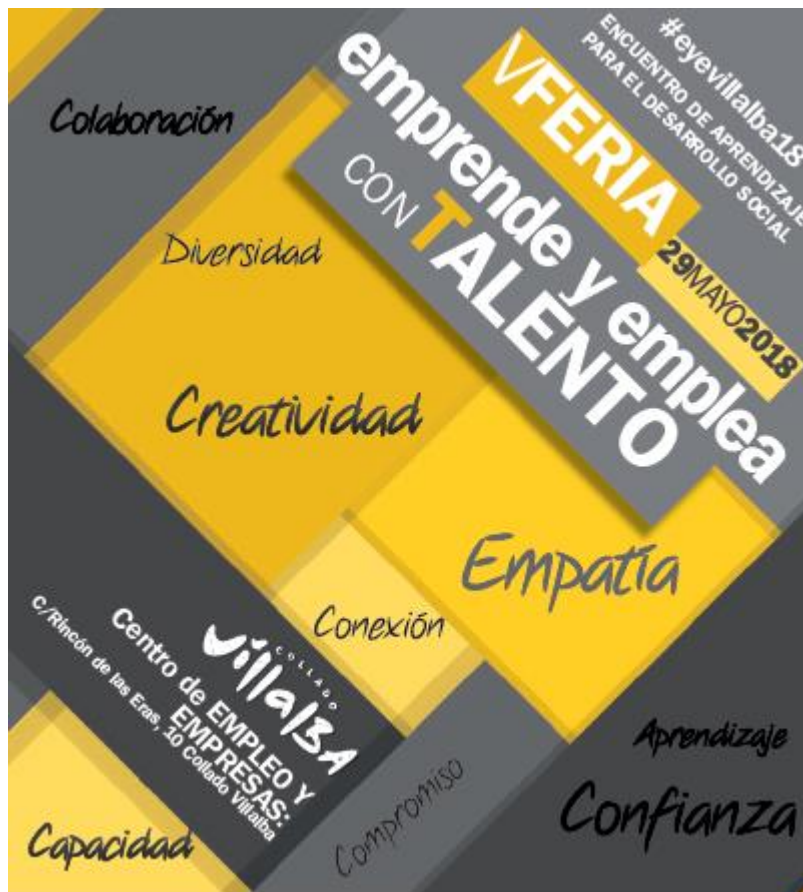 #eyevillalba18
ENCUENTRO DE APRENDIZAJE
PARA EL DESARROLLO SOCIAL
VFERIA
29MAYO2018
emprende y emplea
CON TALENTO
Colaboración
Diversidad
Creatividad
Empatía
Conexión
COLLADO
VillalBA
Centro de EMPLEO Y
EMPRESAS:
C/Rincón de las Eras, 10 Collado Villalba
Aprendizaje
Confianza
Compromiso
Capacidad